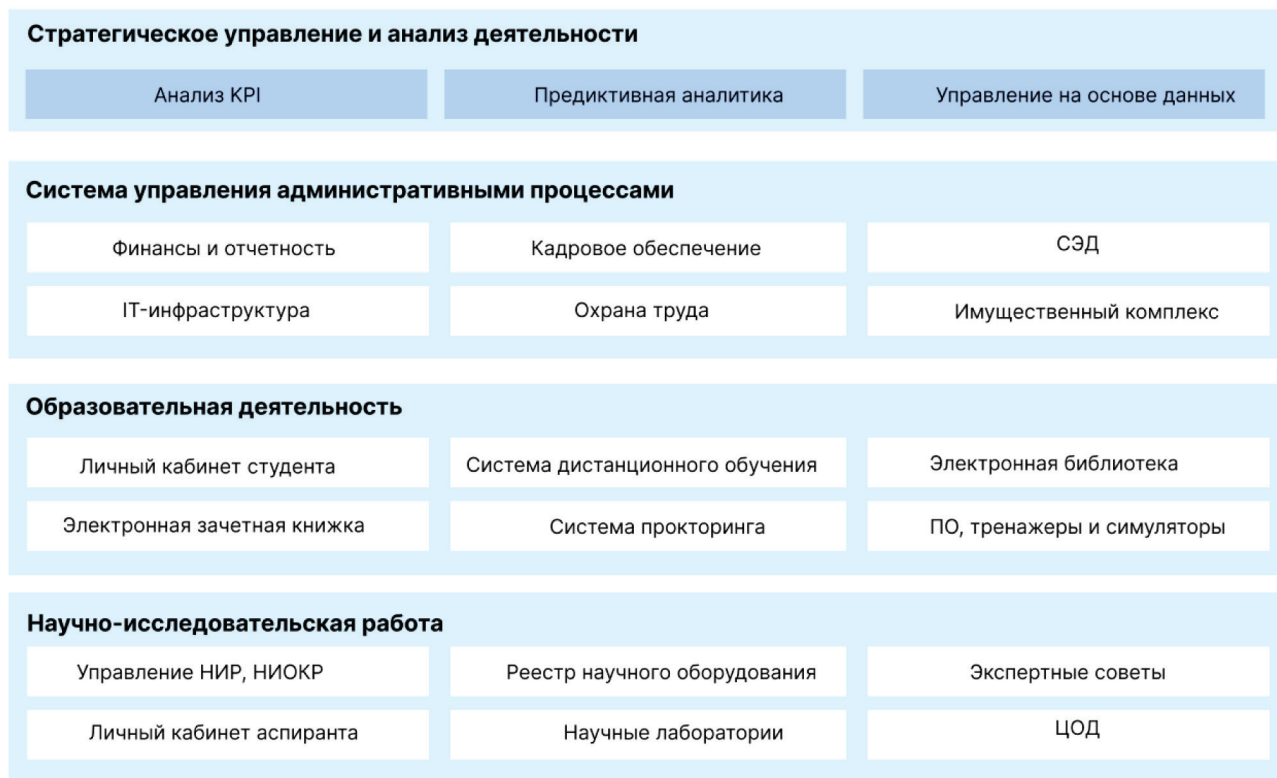 Стратегическое управление и анализ деятельности
Анализ KPI
Предиктивная аналитика
Управление на основе данных
Система управления административными процессами
Финансы и отчетность
Кадровое обеспечение
СЭД
IT-инфраструктура
Охрана труда
Имущественный комплекс
Образовательная деятельность
Личный кабинет студента
Система дистанционного обучения
Электронная библиотека
Электронная зачетная книжка
Система прокторинга
ПО, тренажеры и симуляторы
Научно-исследовательская работа
Управление НИР, НИОКР
Реестр научного оборудования
Экспертные советы
Личный кабинет аспиранта
Научные лаборатории
ЦОД